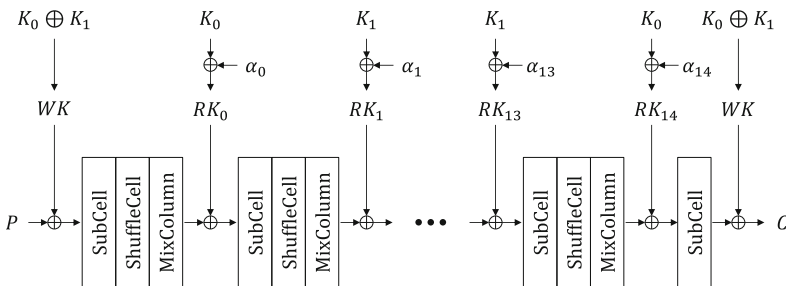 K₀ ⊕ K₁ K₀ K₁ K₁ K₀ K₀ ⊕ K₁
α₀ α₁ α₁₃ α₁₄
WK RK₀ RK₁ RK₁₃ RK₁₄ WK
P SubCell ShuffleCell MixColumn SubCell ShuffleCell MixColumn ••• SubCell ShuffleCell MixColumn SubCell C